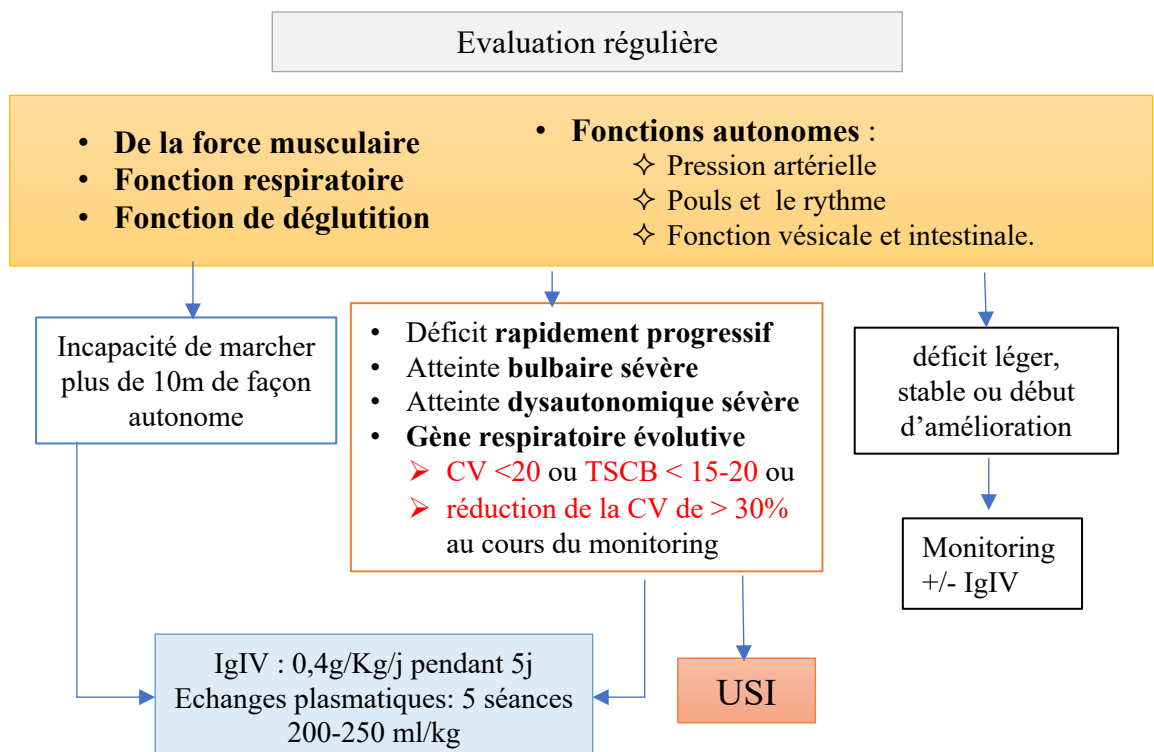 Evaluation régulière
• De la force musculaire
• Fonction respiratoire
• Fonction de déglutition
• Fonctions autonomes :
✧ Pression artérielle
✧ Pouls et le rythme
✧ Fonction vésicale et intestinale.
Incapacité de marcher
plus de 10m de façon
autonome
• Déficit rapidement progressif
• Atteinte bulbaire sévère
• Atteinte dysautonomique sévère
• Gène respiratoire évolutive
➢ CV <20 ou TSCB < 15-20 ou
➢ réduction de la CV de > 30%
au cours du monitoring
déficit léger,
stable ou début
d’amélioration
Monitoring
+/- IgIV
IgIV : 0,4g/Kg/j pendant 5j
Echanges plasmatiques: 5 séances
200-250 ml/kg
USI